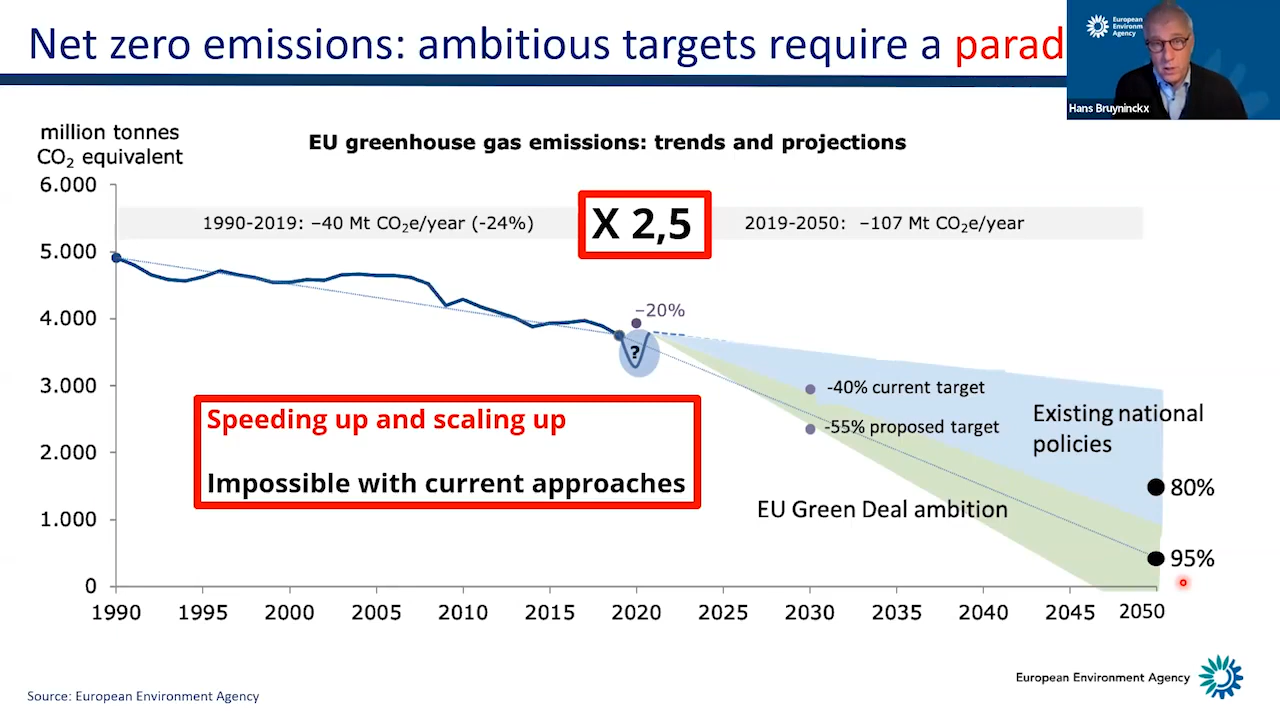 Net zero emissions: ambitious targets require a parad
European
Environm
Agency
Hans Bruyninckx
million tonnes
CO₂ equivalent
EU greenhouse gas emissions: trends and projections
6.000
1990-2019: −40 Mt CO₂e/year (-24%)
X 2,5
2019-2050: −107 Mt CO₂e/year
5.000
4.000
−20%
?
3.000
-40% current target
-55% proposed target
Existing national
policies
Speeding up and scaling up
Impossible with current approaches
2.000
80%
EU Green Deal ambition
1.000
95%
0
1990 1995 2000 2005 2010 2015 2020 2025 2030 2035 2040 2045 2050
European Environment Agency
Source: European Environment Agency